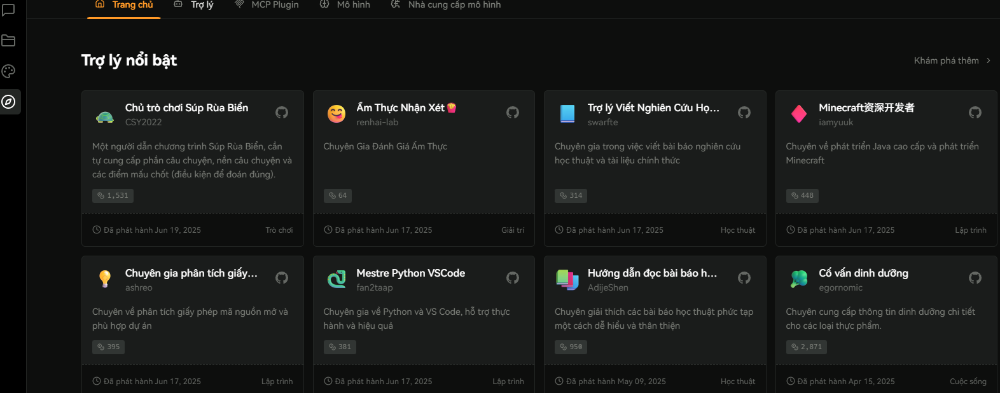 Trang chủ
Trợ lý
MCP Plugin
Mô hình
Nhà cung cấp mô hình
Trợ lý nổi bật
Khám phá thêm
Chủ trò chơi Súp Rùa Biển
CSY2022
Một người dẫn chương trình Súp Rùa Biển, cần
tự cung cấp phần câu chuyện, nền câu chuyện và
các điểm mấu chốt (điều kiện để đoán đúng).
1,531
Đã phát hành Jun 19, 2025
Trò chơi
Ẩm Thực Nhận Xét🍟
renhai-lab
Chuyên Gia Đánh Giá Ẩm Thực
64
Đã phát hành Jun 17, 2025
Giải trí
Trợ lý Viết Nghiên Cứu Họ...
swarfte
Chuyên gia trong việc viết bài báo nghiên cứu
học thuật và tài liệu chính thức
314
Đã phát hành Jun 17, 2025
Học thuật
Minecraft资深开发者
iamyuuk
Chuyên về phát triển Java cao cấp và phát triển
Minecraft
448
Đã phát hành Jun 17, 2025
Lập trình
Chuyên gia phân tích giấy...
ashreo
Chuyên về phân tích giấy phép mã nguồn mở và
phù hợp dự án
395
Đã phát hành Jun 17, 2025
Lập trình
Mestre Python VSCode
fan2taap
Chuyên gia về Python và VS Code, hỗ trợ thực
hành và hiệu quả
381
Đã phát hành Jun 17, 2025
Lập trình
Hướng dẫn đọc bài báo h...
AdijeShen
Chuyên giải thích các bài báo học thuật phức tạp
một cách dễ hiểu và thân thiện
950
Đã phát hành May 09, 2025
Học thuật
Cố vấn dinh dưỡng
egornomic
Chuyên cung cấp thông tin dinh dưỡng chi tiết
cho các loại thực phẩm.
2,871
Đã phát hành Apr 15, 2025
Cuộc sống